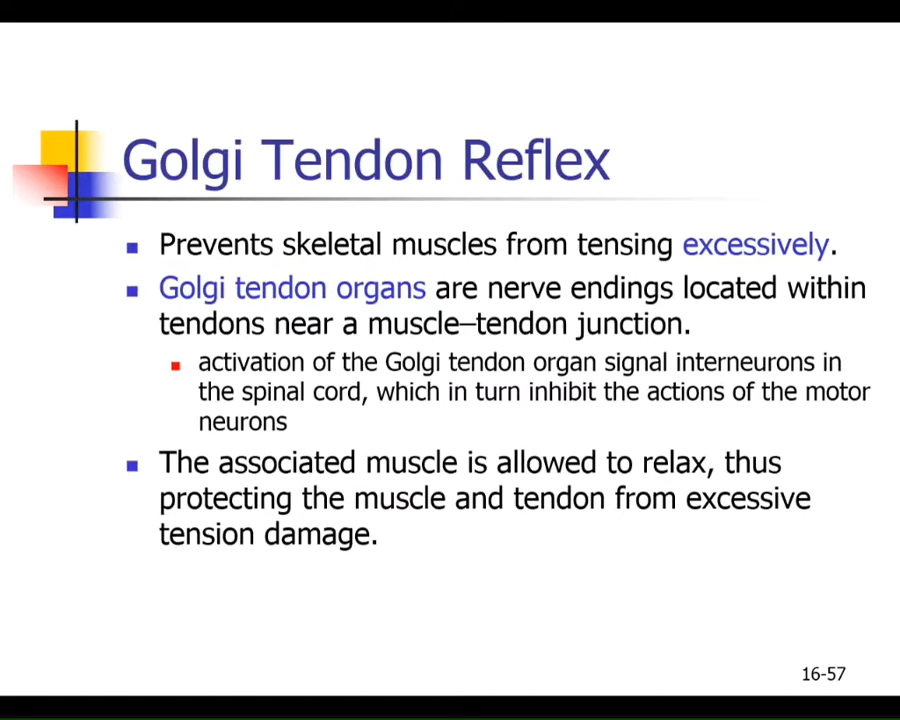 Golgi Tendon Reflex
Prevents skeletal muscles from tensing excessively.
Golgi tendon organs are nerve endings located within
tendons near a muscle–tendon junction.
activation of the Golgi tendon organ signal interneurons in
the spinal cord, which in turn inhibit the actions of the motor
neurons
The associated muscle is allowed to relax, thus
protecting the muscle and tendon from excessive
tension damage.
16-57